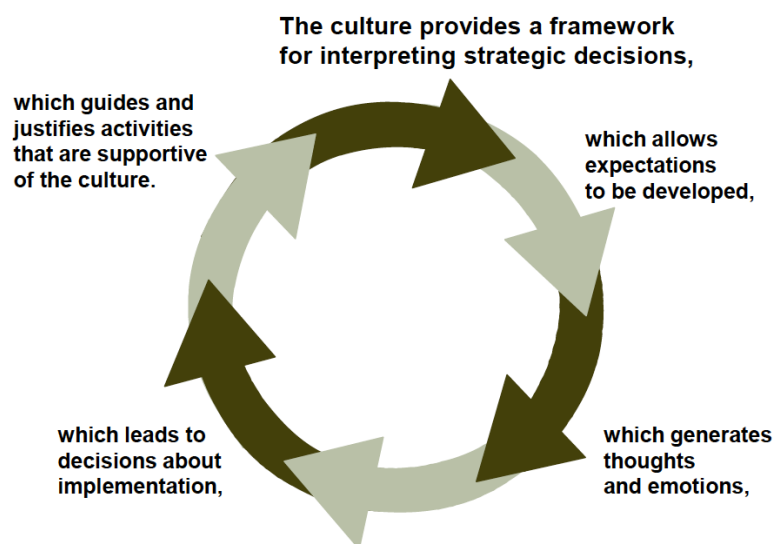 The culture provides a framework
for interpreting strategic decisions,
which allows
expectations
to be developed,
which generates
thoughts
and emotions,
which leads to
decisions about
implementation,
which guides and
justifies activities
that are supportive
of the culture.